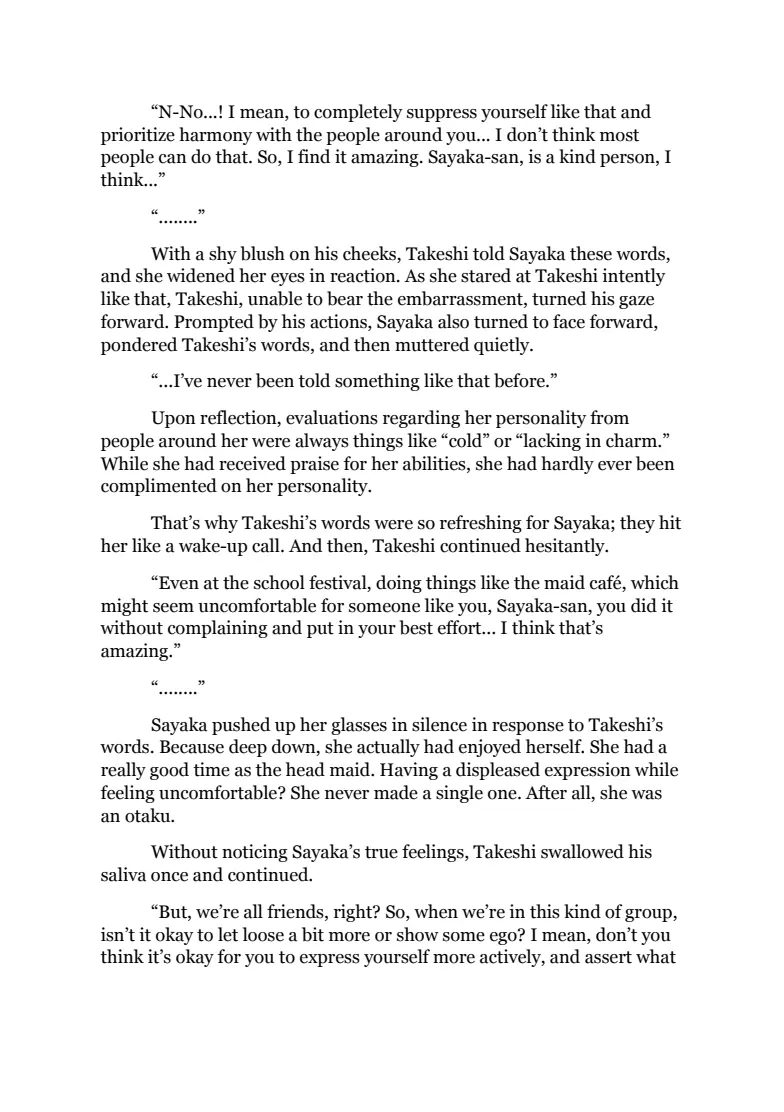 “N-No...! I mean, to completely suppress yourself like that and
prioritize harmony with the people around you... I don’t think most
people can do that. So, I find it amazing. Sayaka-san, is a kind person, I
think...”
“........”
With a shy blush on his cheeks, Takeshi told Sayaka these words,
and she widened her eyes in reaction. As she stared at Takeshi intently
like that, Takeshi, unable to bear the embarrassment, turned his gaze
forward. Prompted by his actions, Sayaka also turned to face forward,
pondered Takeshi’s words, and then muttered quietly.
“...I’ve never been told something like that before.”
Upon reflection, evaluations regarding her personality from
people around her were always things like “cold” or “lacking in charm.”
While she had received praise for her abilities, she had hardly ever been
complimented on her personality.
That’s why Takeshi’s words were so refreshing for Sayaka; they hit
her like a wake-up call. And then, Takeshi continued hesitantly.
“Even at the school festival, doing things like the maid café, which
might seem uncomfortable for someone like you, Sayaka-san, you did it
without complaining and put in your best effort... I think that’s
amazing.”
“........”
Sayaka pushed up her glasses in silence in response to Takeshi’s
words. Because deep down, she actually had enjoyed herself. She had a
really good time as the head maid. Having a displeased expression while
feeling uncomfortable? She never made a single one. After all, she was
an otaku.
Without noticing Sayaka’s true feelings, Takeshi swallowed his
saliva once and continued.
“But, we’re all friends, right? So, when we’re in this kind of group,
isn’t it okay to let loose a bit more or show some ego? I mean, don’t you
think it’s okay for you to express yourself more actively, and assert what